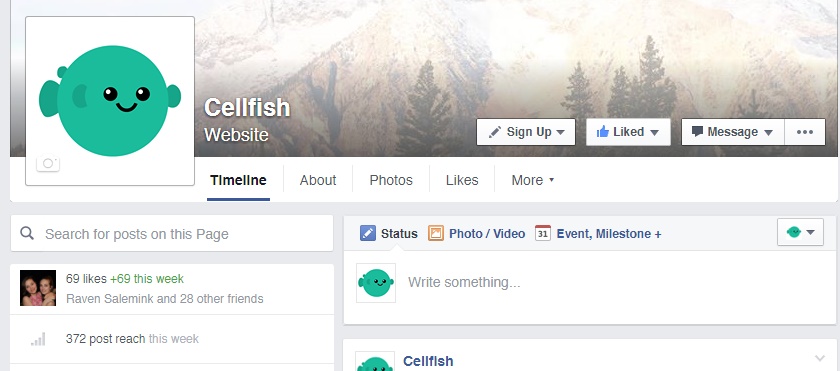 Cellfish
Website
Sign Up
Liked
Message
Timeline About Photos Likes More
Search for posts on this Page
Status Photo / Video 31 Event, Milestone +
69 likes +69 this week
Raven Salemink and 28 other friends
Write something...
372 post reach this week
Cellfish